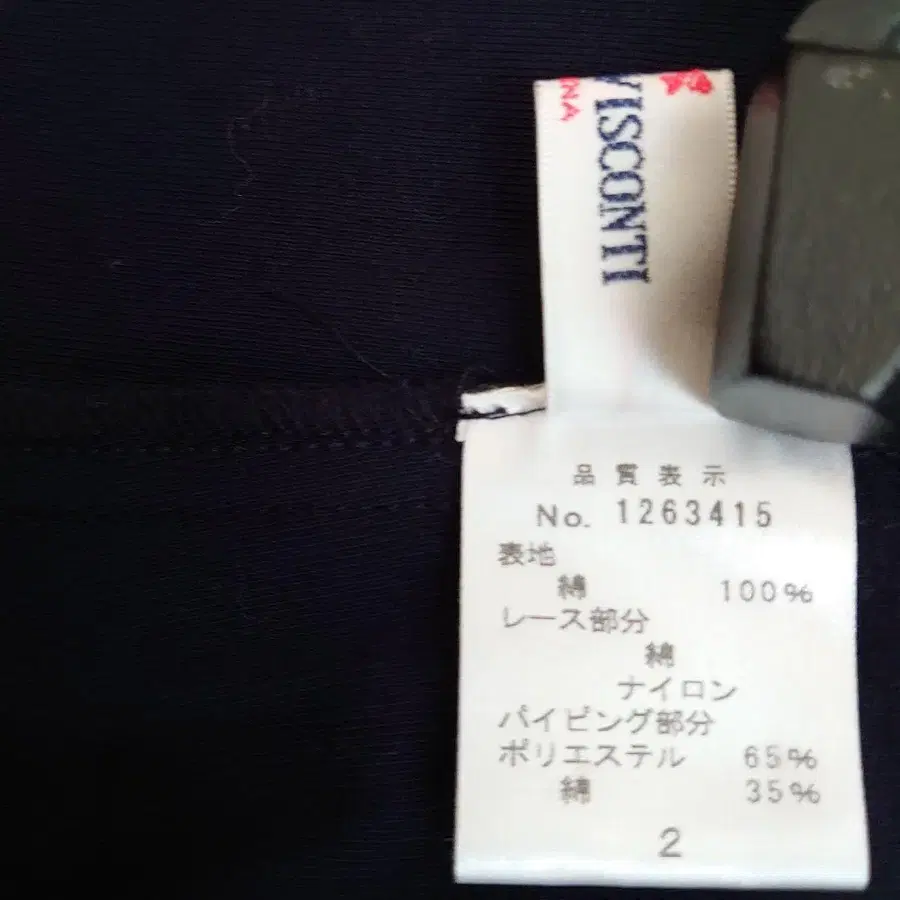 VISCONTI
NA
品質表示
No. 1263415
表地
綿 100%
レース部分
綿
ナイロン
パイピング部分
ポリエステル 65%
綿 35%
2